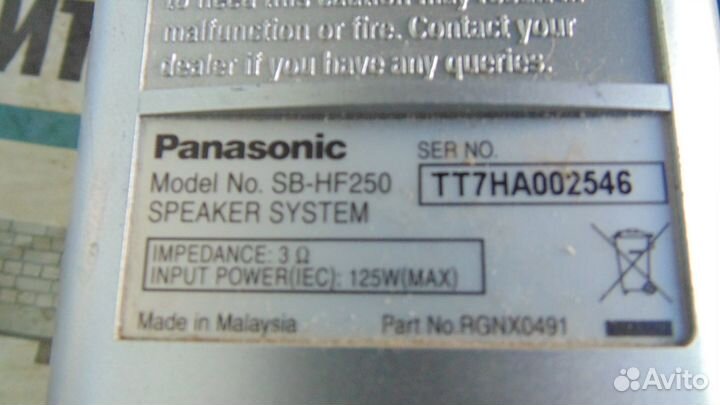 malfunction or fire. Contact your
dealer if you have any queries.
Panasonic
Model No. SB-HF250
SPEAKER SYSTEM
SER NO.
TT7HA002546
IMPEDANCE: 3 Ω
INPUT POWER(IEC): 125W(MAX)
Made in Malaysia
Part No.RGNX0491
Avito